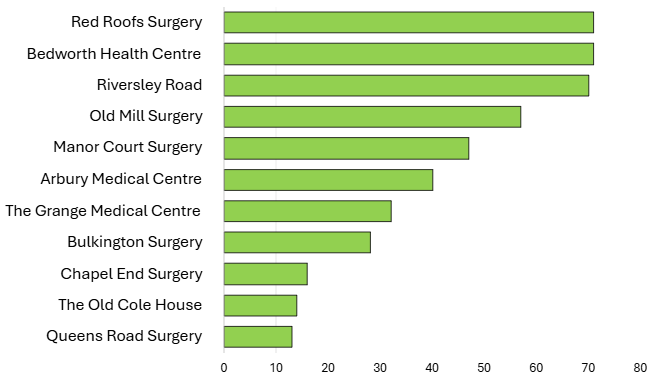 Red Roofs Surgery
Bedworth Health Centre
Riversley Road
Old Mill Surgery
Manor Court Surgery
Arbury Medical Centre
The Grange Medical Centre
Bulkington Surgery
Chapel End Surgery
The Old Cole House
Queens Road Surgery
0 10 20 30 40 50 60 70 80